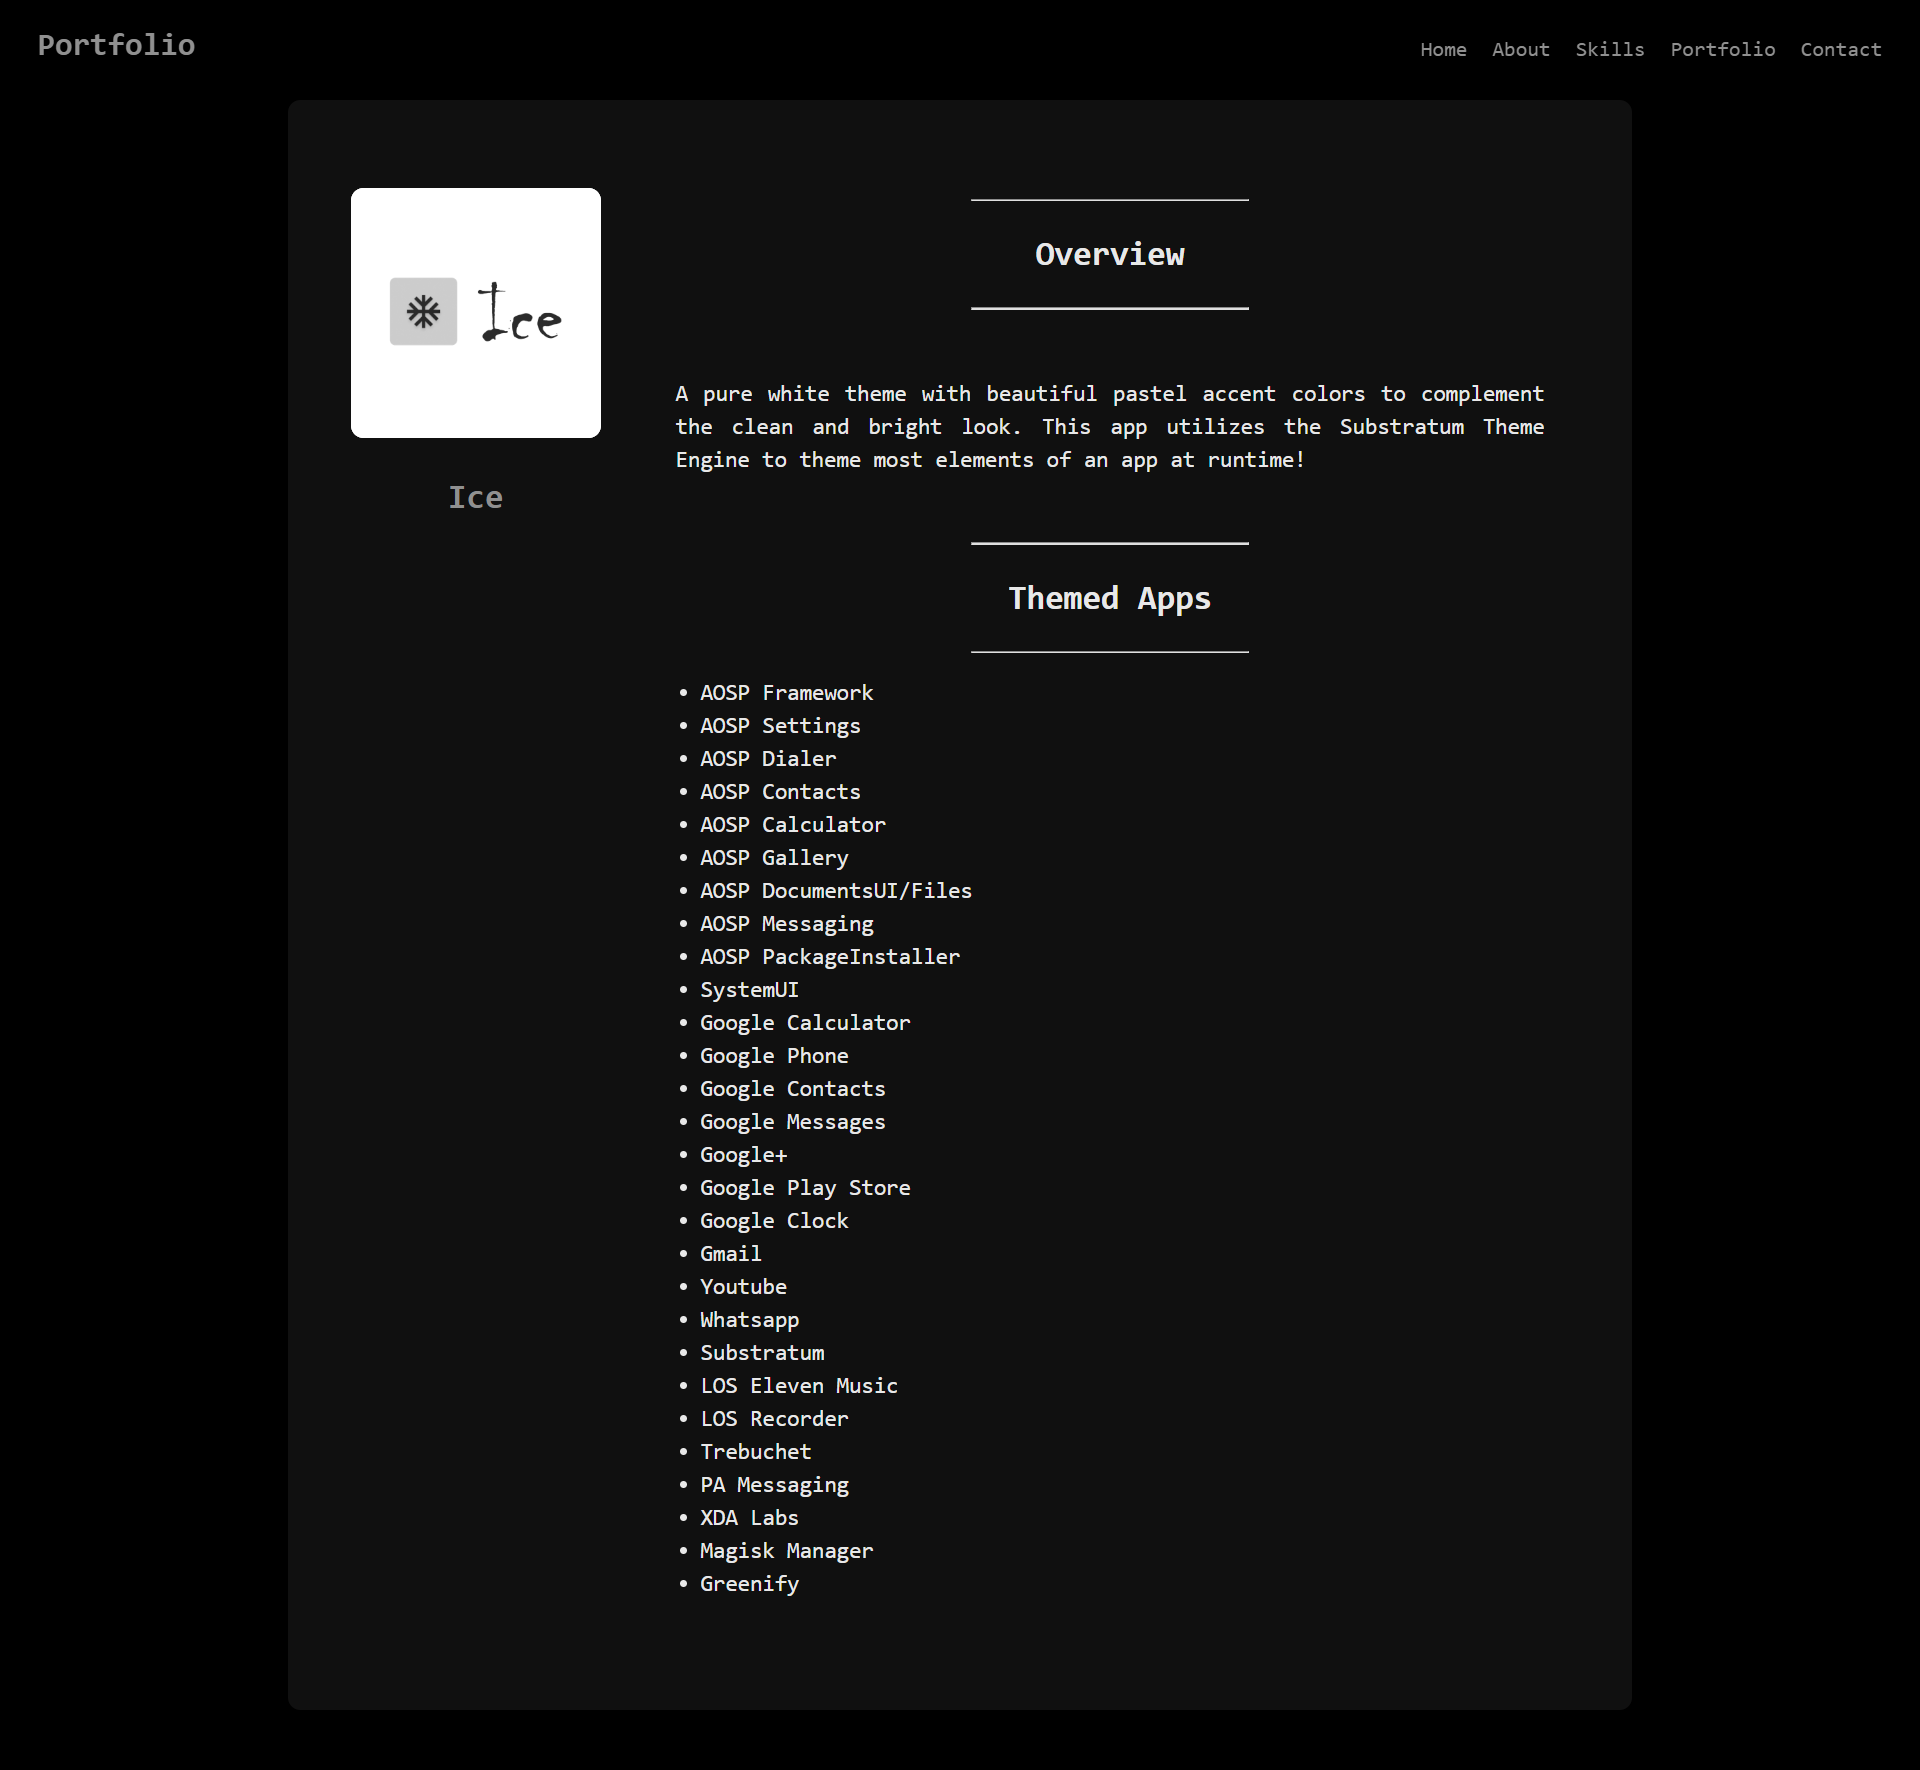 Portfolio
Home About Skills Portfolio Contact
Ice
Ice
Overview
A pure white theme with beautiful pastel accent colors to complement
the clean and bright look. This app utilizes the Substratum Theme
Engine to theme most elements of an app at runtime!
Themed Apps
• AOSP Framework
• AOSP Settings
• AOSP Dialer
• AOSP Contacts
• AOSP Calculator
• AOSP Gallery
• AOSP DocumentsUI/Files
• AOSP Messaging
• AOSP PackageInstaller
• SystemUI
• Google Calculator
• Google Phone
• Google Contacts
• Google Messages
• Google+
• Google Play Store
• Google Clock
• Gmail
• Youtube
• Whatsapp
• Substratum
• LOS Eleven Music
• LOS Recorder
• Trebuchet
• PA Messaging
• XDA Labs
• Magisk Manager
• Greenify